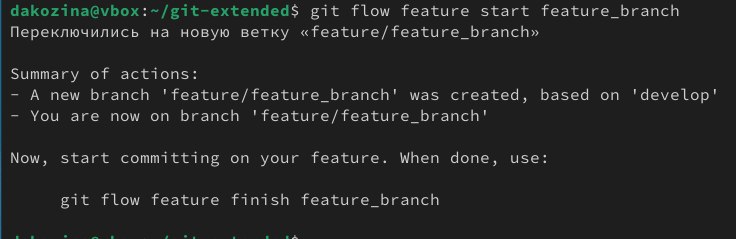 dakozina@vbox:~/git-extended$ git flow feature start feature_branch
Переключились на новую ветку «feature/feature_branch»
Summary of actions:
- A new branch 'feature/feature_branch' was created, based on 'develop'
- You are now on branch 'feature/feature_branch'
Now, start committing on your feature. When done, use:
git flow feature finish feature_branch